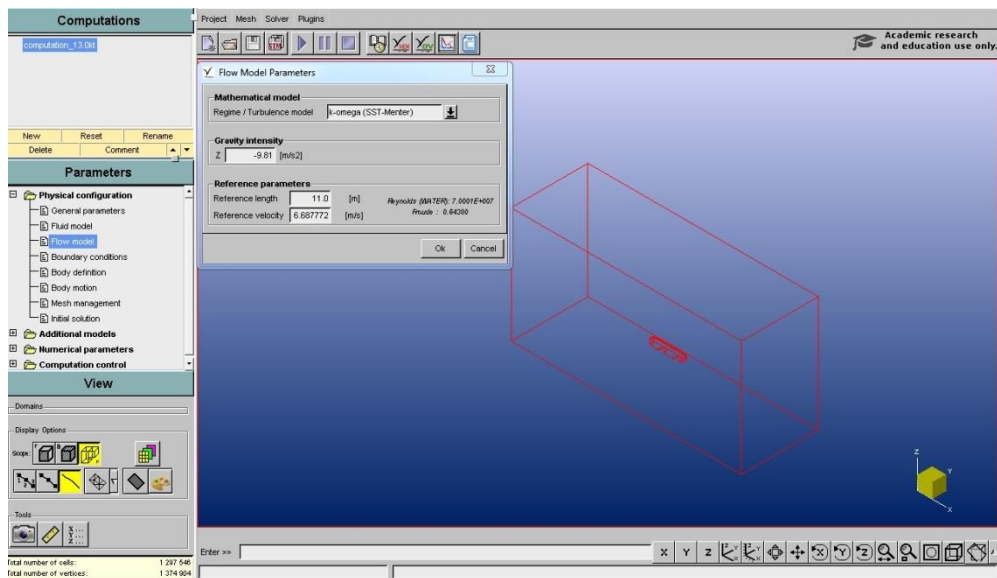 Computations
computation_13.0kt
New Reset Rename
Delete Comment
Parameters
Physical configuration
General parameters
Fluid model
Flow model
Boundary conditions
Body definition
Body motion
Mesh management
Initial solution
Additional models
Numerical parameters
Computation control
View
Domains
Display Options
Scope:
Tools
Total number of cells: 1 297 546
Total number of vertices: 1 374 984
Project Mesh Solver Plugins
SIM
HEX
Academic research
and education use only.
Flow Model Parameters
Mathematical model
Regime / Turbulence model k-omega (SST-Menter)
Gravity intensity
Z -9.81 [m/s2]
Reference parameters
Reference length 11.0 [m] Reynolds (WATER): 7.0001E+007
Reference velocity 6.687772 [m/s] Froude : 0.64380
Ok Cancel
Z
Y
X
Enter >>
X Y Z X Y Z